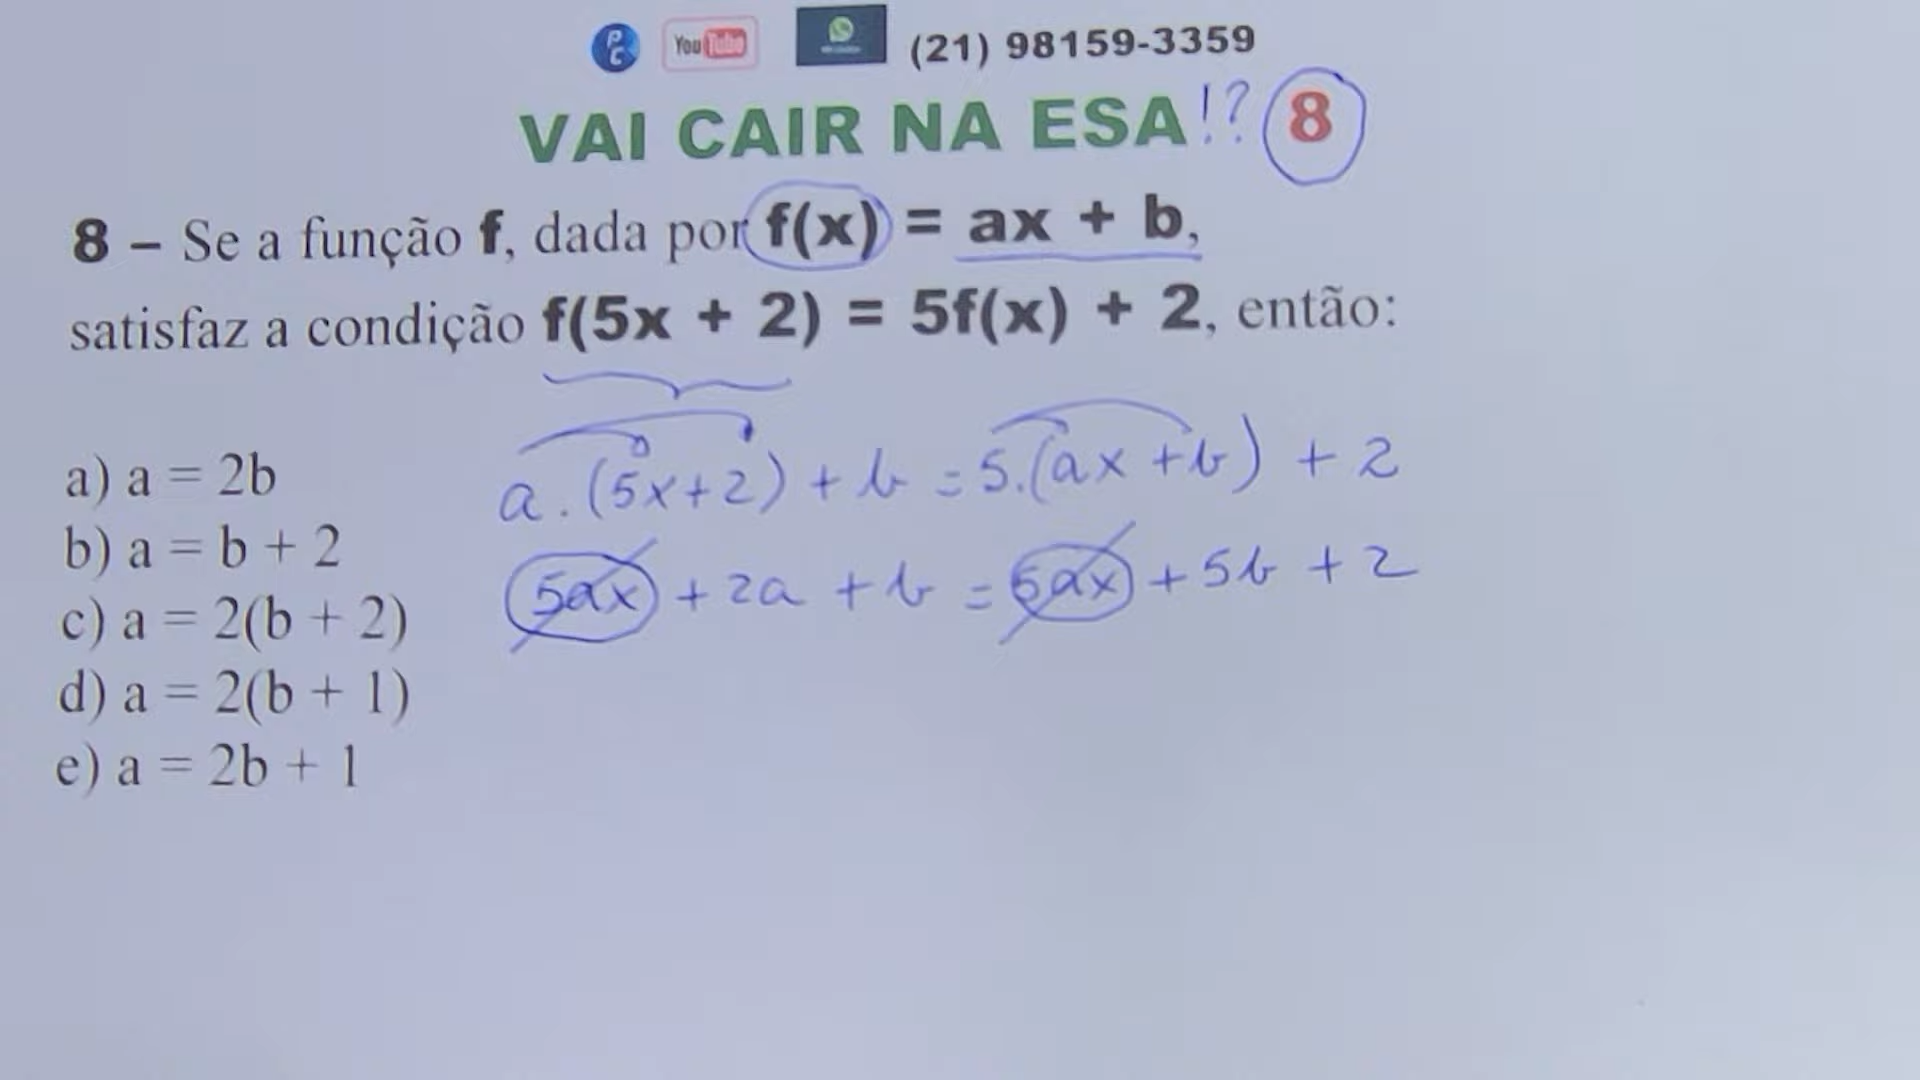 You Tube (21) 98159-3359
VAI CAIR NA ESA!? 8
8 – Se a função f, dada por f(x) = ax + b,
satisfaz a condição f(5x + 2) = 5f(x) + 2, então:
a) a = 2b
b) a = b + 2
c) a = 2(b + 2)
d) a = 2(b + 1)
e) a = 2b + 1
a.(5x+2) + b = 5.(ax + b) + 2
5ax + 2a + b = 5ax + 5b + 2